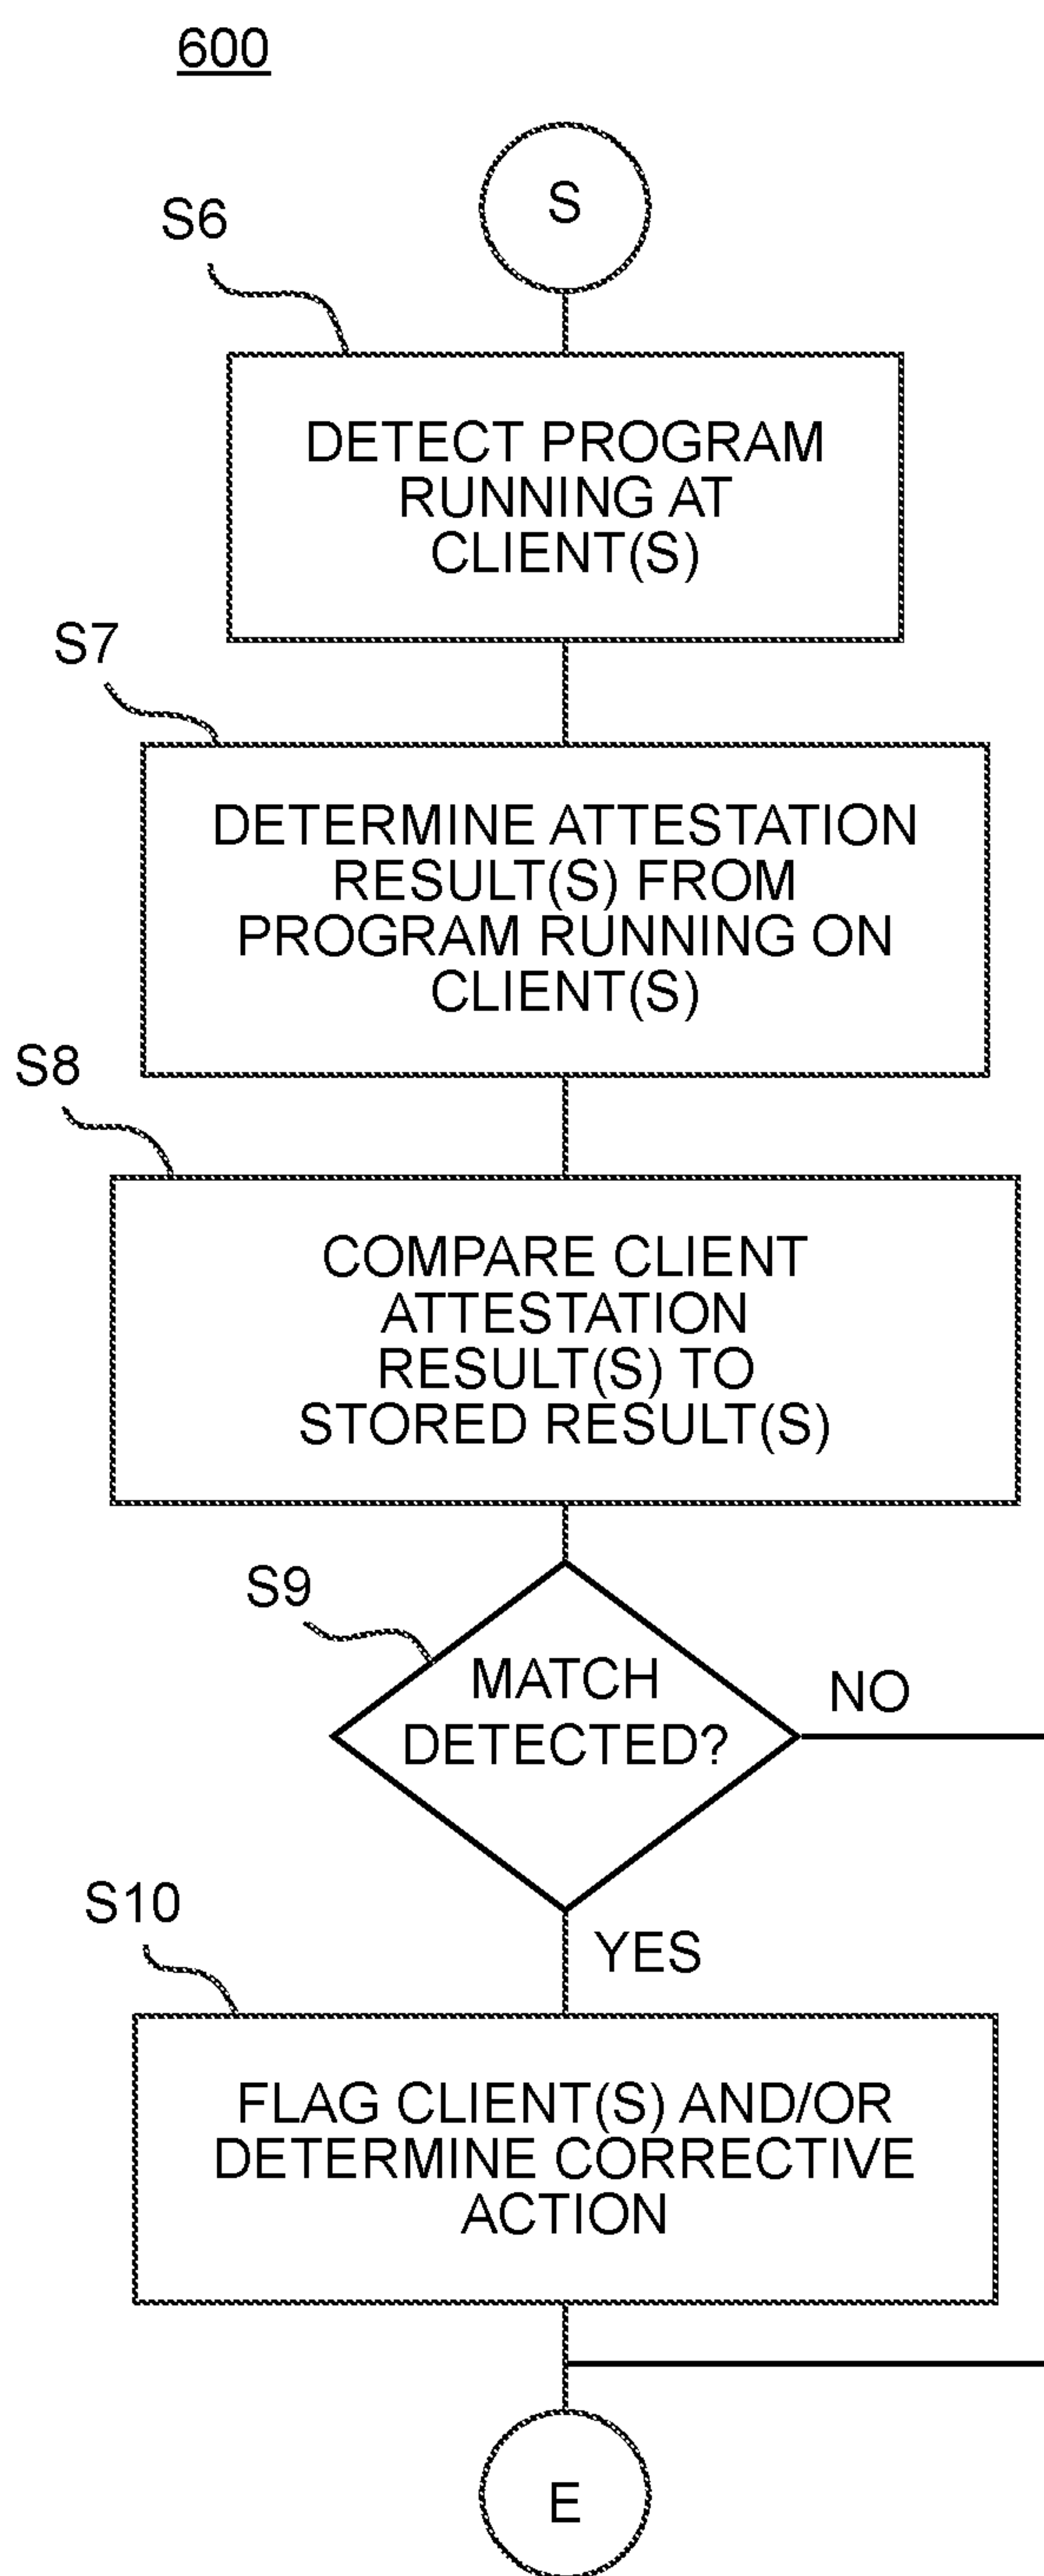 600
S
S6
DETECT PROGRAM
RUNNING AT
CLIENT(S)
S7
DETERMINE ATTESTATION
RESULT(S) FROM
PROGRAM RUNNING ON
CLIENT(S)
S8
COMPARE CLIENT
ATTESTATION
RESULT(S) TO
STORED RESULT(S)
S9
MATCH
DETECTED?
NO
YES
S10
FLAG CLIENT(S) AND/OR
DETERMINE CORRECTIVE
ACTION
E